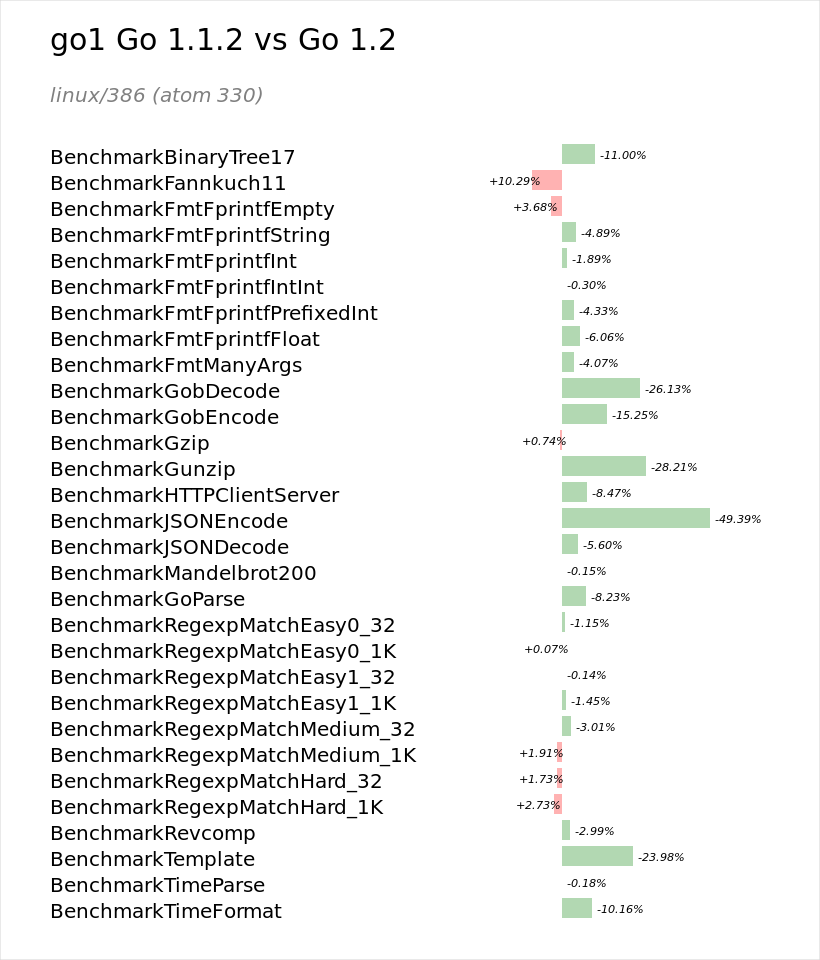 go1 Go 1.1.2 vs Go 1.2
linux/386 (atom 330)
BenchmarkBinaryTree17 -11.00%
BenchmarkFannkuch11 +10.29%
BenchmarkFmtFprintfEmpty +3.68%
BenchmarkFmtFprintfString -4.89%
BenchmarkFmtFprintfInt -1.89%
BenchmarkFmtFprintfIntInt -0.30%
BenchmarkFmtFprintfPrefixedInt -4.33%
BenchmarkFmtFprintfFloat -6.06%
BenchmarkFmtManyArgs -4.07%
BenchmarkGobDecode -26.13%
BenchmarkGobEncode -15.25%
BenchmarkGzip +0.74%
BenchmarkGunzip -28.21%
BenchmarkHTTPClientServer -8.47%
BenchmarkJSONEncode -49.39%
BenchmarkJSONDecode -5.60%
BenchmarkMandelbrot200 -0.15%
BenchmarkGoParse -8.23%
BenchmarkRegexpMatchEasy0_32 -1.15%
BenchmarkRegexpMatchEasy0_1K +0.07%
BenchmarkRegexpMatchEasy1_32 -0.14%
BenchmarkRegexpMatchEasy1_1K -1.45%
BenchmarkRegexpMatchMedium_32 -3.01%
BenchmarkRegexpMatchMedium_1K +1.91%
BenchmarkRegexpMatchHard_32 +1.73%
BenchmarkRegexpMatchHard_1K +2.73%
BenchmarkRevcomp -2.99%
BenchmarkTemplate -23.98%
BenchmarkTimeParse -0.18%
BenchmarkTimeFormat -10.16%